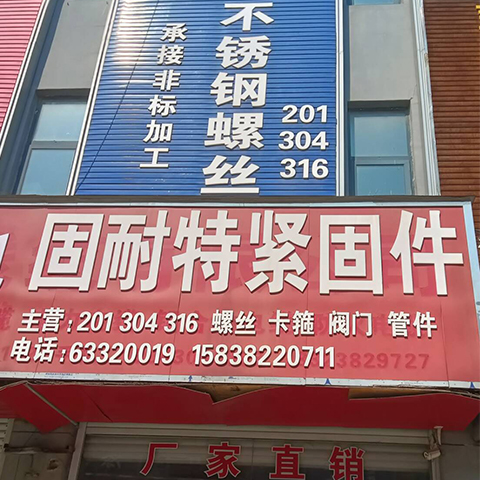 不锈钢螺丝
承接非标加工
201
304
316
固耐特紧固件
主营:201 304 316 螺丝 卡箍 阀门 管件
电话:63320019 15838220711
厂家直销